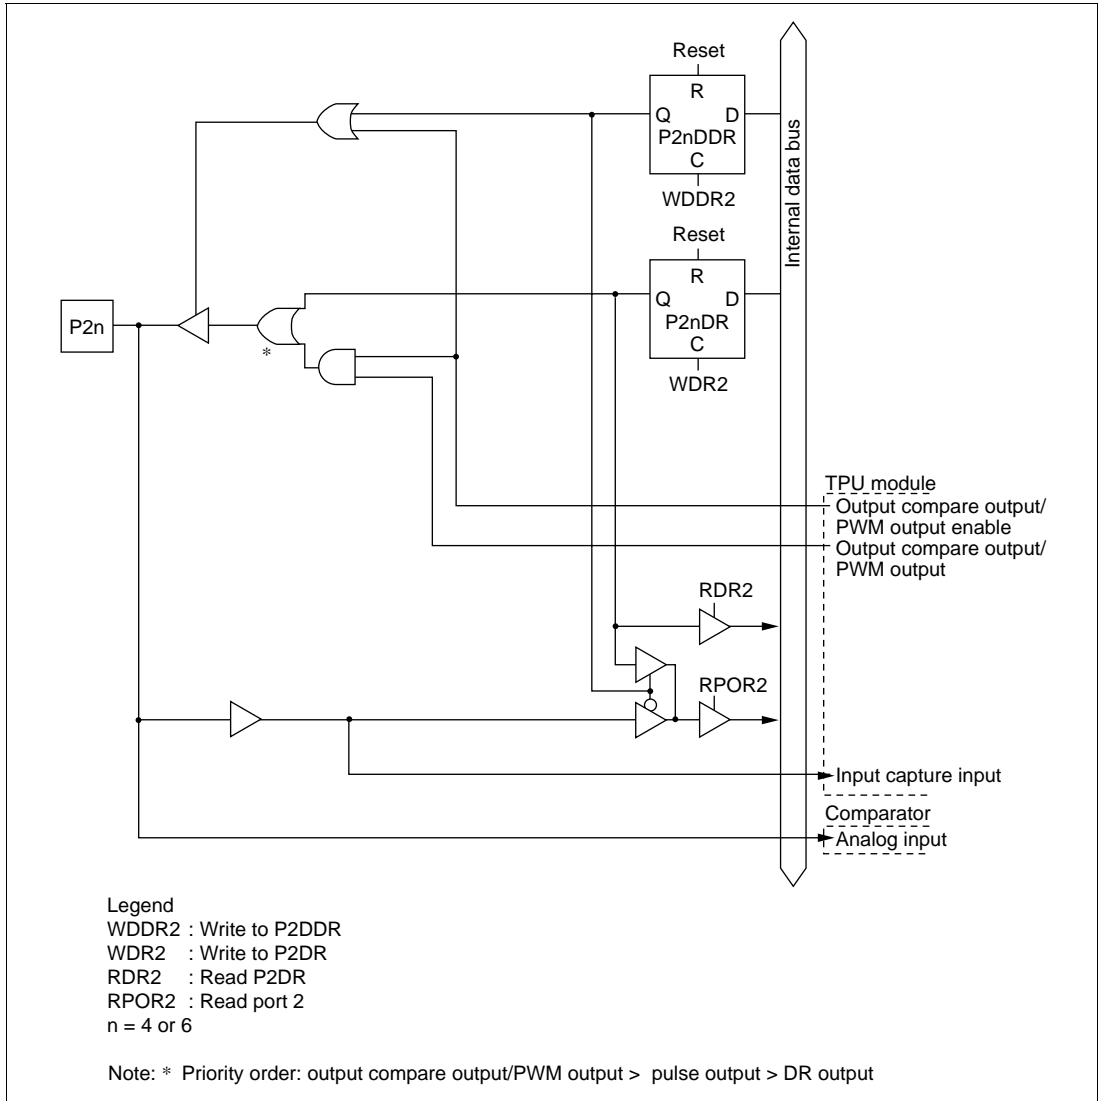 Reset
R
Q D
P2nDDR
C
WDDR2
Internal data bus
Reset
R
Q D
P2nDR
C
WDR2
P2n
*
TPU module
Output compare output/
PWM output enable
Output compare output/
PWM output
RDR2
RPOR2
Input capture input
Comparator
Analog input
Legend
WDDR2 : Write to P2DDR
WDR2 : Write to P2DR
RDR2 : Read P2DR
RPOR2 : Read port 2
n = 4 or 6
Note: * Priority order: output compare output/PWM output > pulse output > DR output